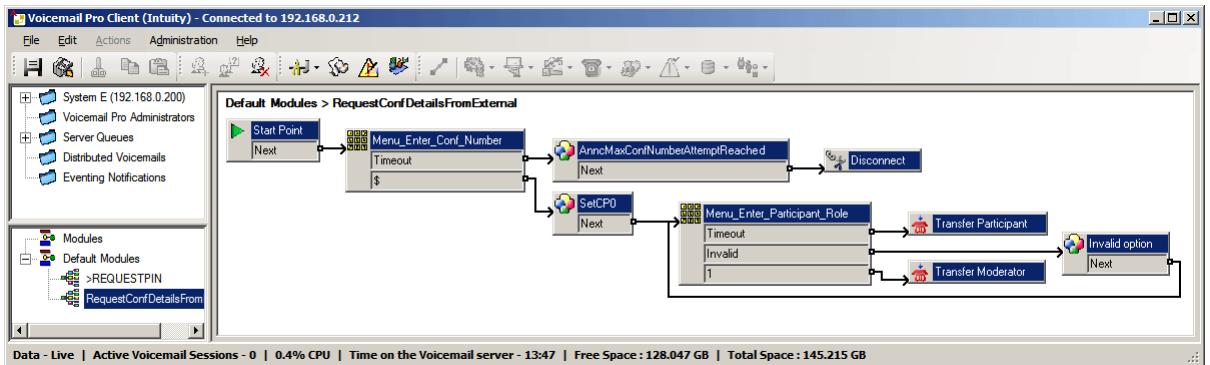 Voicemail Pro Client (Intuity) - Connected to 192.168.0.212
File Edit Actions Administration Help
System E (192.168.0.200)
Voicemail Pro Administrators
Server Queues
Distributed Voicemails
Eventing Notifications
Modules
Default Modules
>REQUESTPIN
RequestConfDetailsFrom
Default Modules > RequestConfDetailsFromExternal
Start Point
Next
Menu_Enter_Conf_Number
Timeout
$
AnncMaxConfNumberAttemptReached
Next
Disconnect
SetCP0
Next
Menu_Enter_Participant_Role
Timeout
Invalid
1
Transfer Participant
Transfer Moderator
Invalid option
Next
Data - Live | Active Voicemail Sessions - 0 | 0.4% CPU | Time on the Voicemail server - 13:47 | Free Space : 128.047 GB | Total Space : 145.215 GB